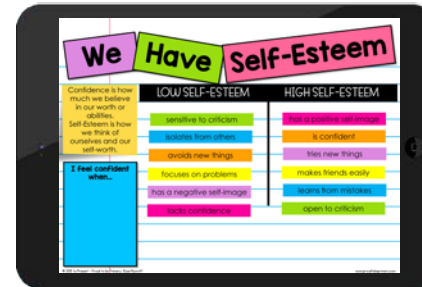 We Have Self-Esteem
Confidence is how
much we believe
in our worth or
abilities.
Self-Esteem is how
we think of
ourselves and our
self-worth.
I feel confident
when...
LOW SELF-ESTEEM
sensitive to criticism
isolates from others
avoids new things
focuses on problems
has a negative self-image
lacks confidence
HIGH SELF-ESTEEM
has a positive self-image
is confident
tries new things
makes friends easily
learns from mistakes
open to criticism